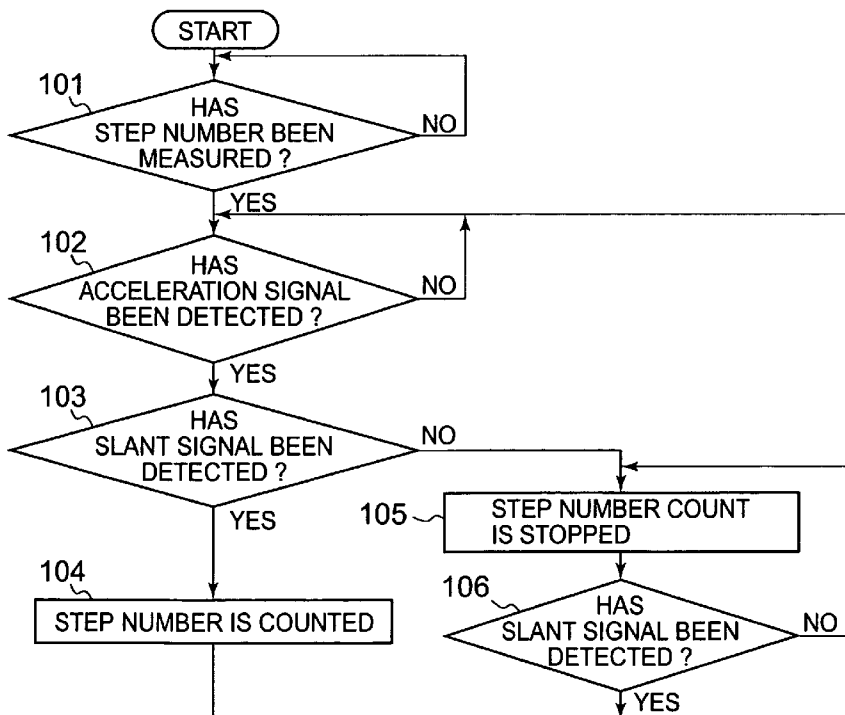 START
101
HAS
STEP NUMBER BEEN
MEASURED ?
NO
YES
102
HAS
ACCELERATION SIGNAL
BEEN DETECTED ?
NO
YES
103
HAS
SLANT SIGNAL BEEN
DETECTED ?
NO
YES
105
STEP NUMBER COUNT
IS STOPPED
104
STEP NUMBER IS COUNTED
106
HAS
SLANT SIGNAL BEEN
DETECTED ?
NO
YES